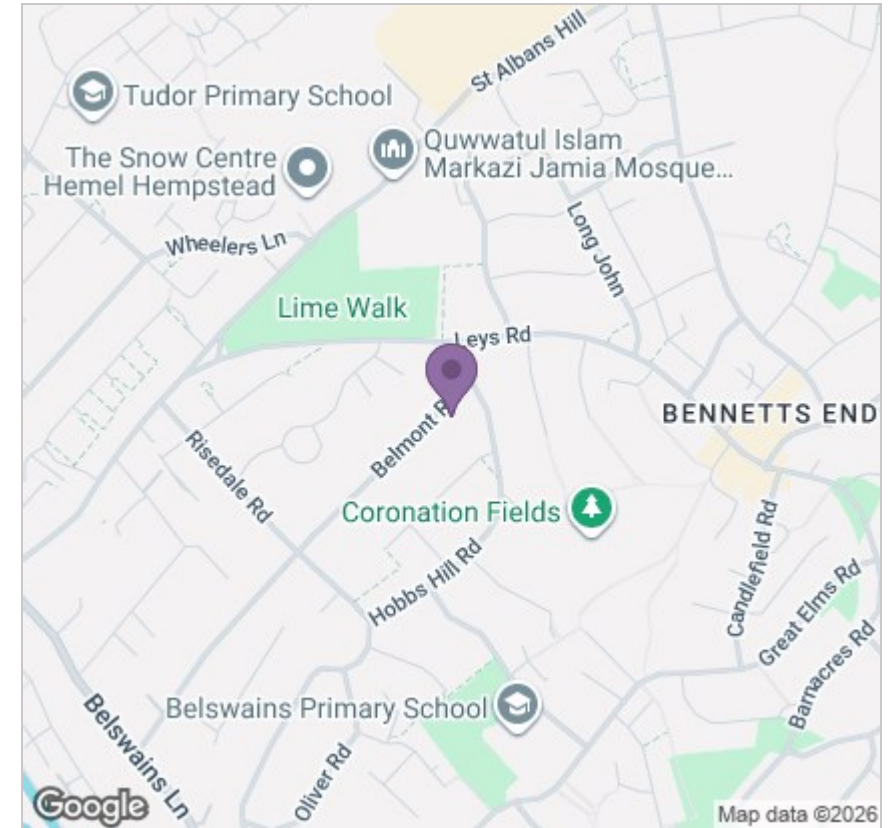 St Albans Hill
Tudor Primary School
Quwwatul Islam
Markazi Jamia Mosque...
The Snow Centre
Hemel Hempstead
Long John
Wheelers Ln
Lime Walk
Leys Rd
BENNETTS END
Belmont R
Risedale Rd
Coronation Fields
Candlefield Rd
Hobbs Hill Rd
Great Elms Rd
Barnacres Rd
Belswains Primary School
Belswains Ln
Oliver Rd
Google
Map data ©2026